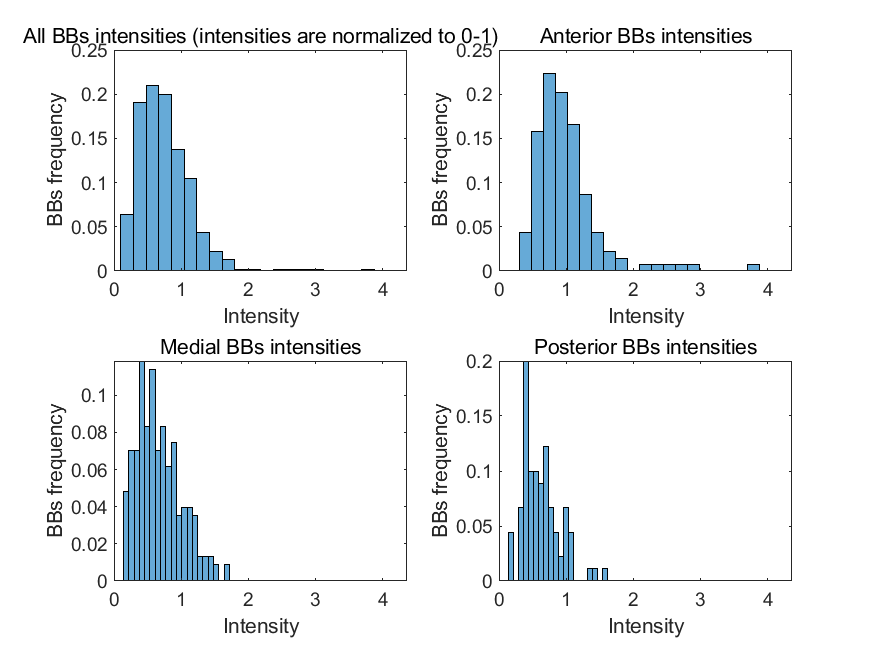 All BBs intensities (intensities are normalized to 0-1)
Anterior BBs intensities
0.25
0.2
0.15
0.1
0.05
0
BBs frequency
0 1 2 3 4
Intensity
0.25
0.2
0.15
0.1
0.05
0
BBs frequency
0 1 2 3 4
Intensity
Medial BBs intensities
0.1
0.08
0.06
0.04
0.02
0
BBs frequency
0 1 2 3 4
Intensity
Posterior BBs intensities
0.2
0.15
0.1
0.05
0
BBs frequency
0 1 2 3 4
Intensity